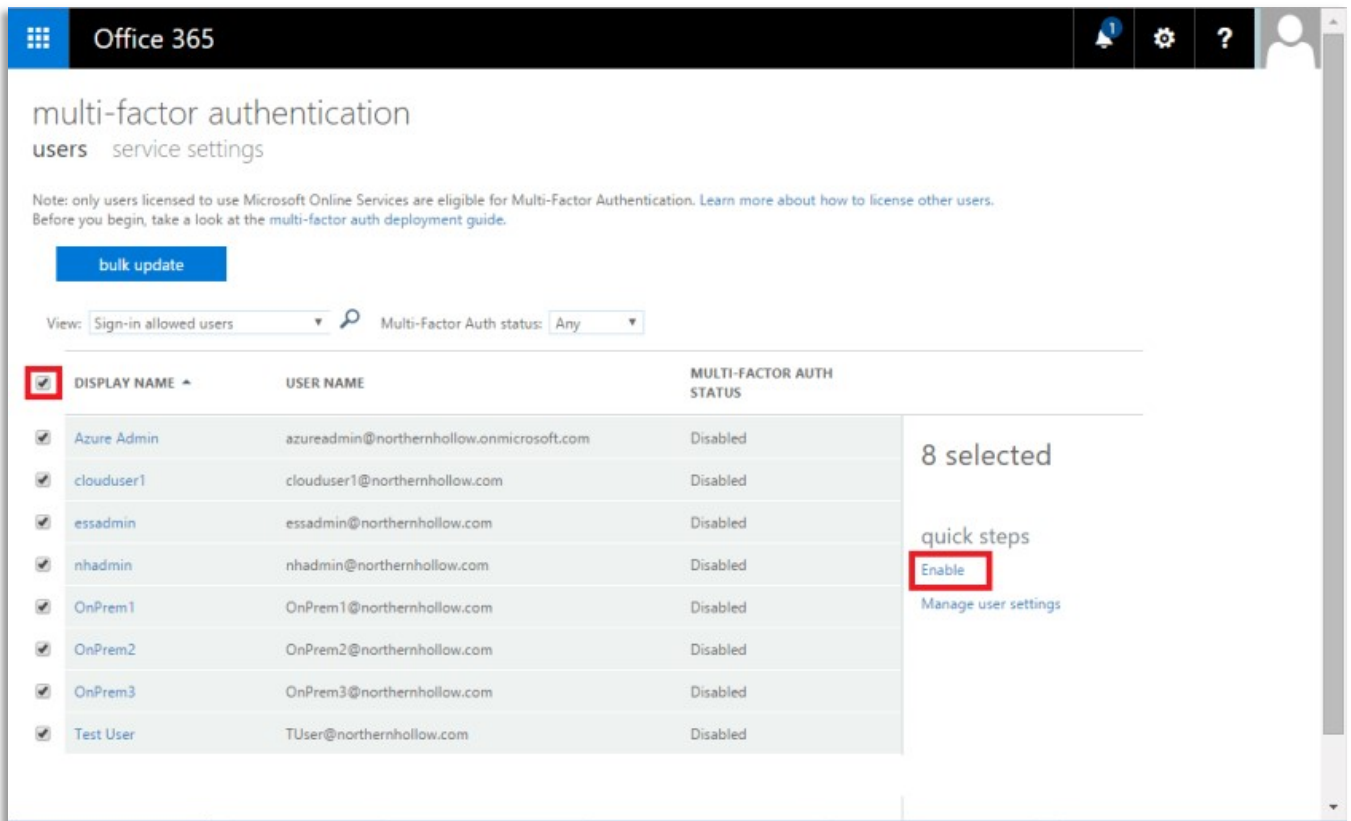 Office 365
1
?
multi-factor authentication
users service settings
Note: only users licensed to use Microsoft Online Services are eligible for Multi-Factor Authentication. Learn more about how to license other users.
Before you begin, take a look at the multi-factor auth deployment guide.
bulk update
View: Sign-in allowed users Multi-Factor Auth status: Any
DISPLAY NAME USER NAME MULTI-FACTOR AUTH
STATUS
Azure Admin azureadmin@northernhollow.onmicrosoft.com Disabled
clouduser1 clouduser1@northernhollow.com Disabled
essadmin essadmin@northernhollow.com Disabled
nhadmin nhadmin@northernhollow.com Disabled
OnPrem1 OnPrem1@northernhollow.com Disabled
OnPrem2 OnPrem2@northernhollow.com Disabled
OnPrem3 OnPrem3@northernhollow.com Disabled
Test User TUser@northernhollow.com Disabled
8 selected
quick steps
Enable
Manage user settings